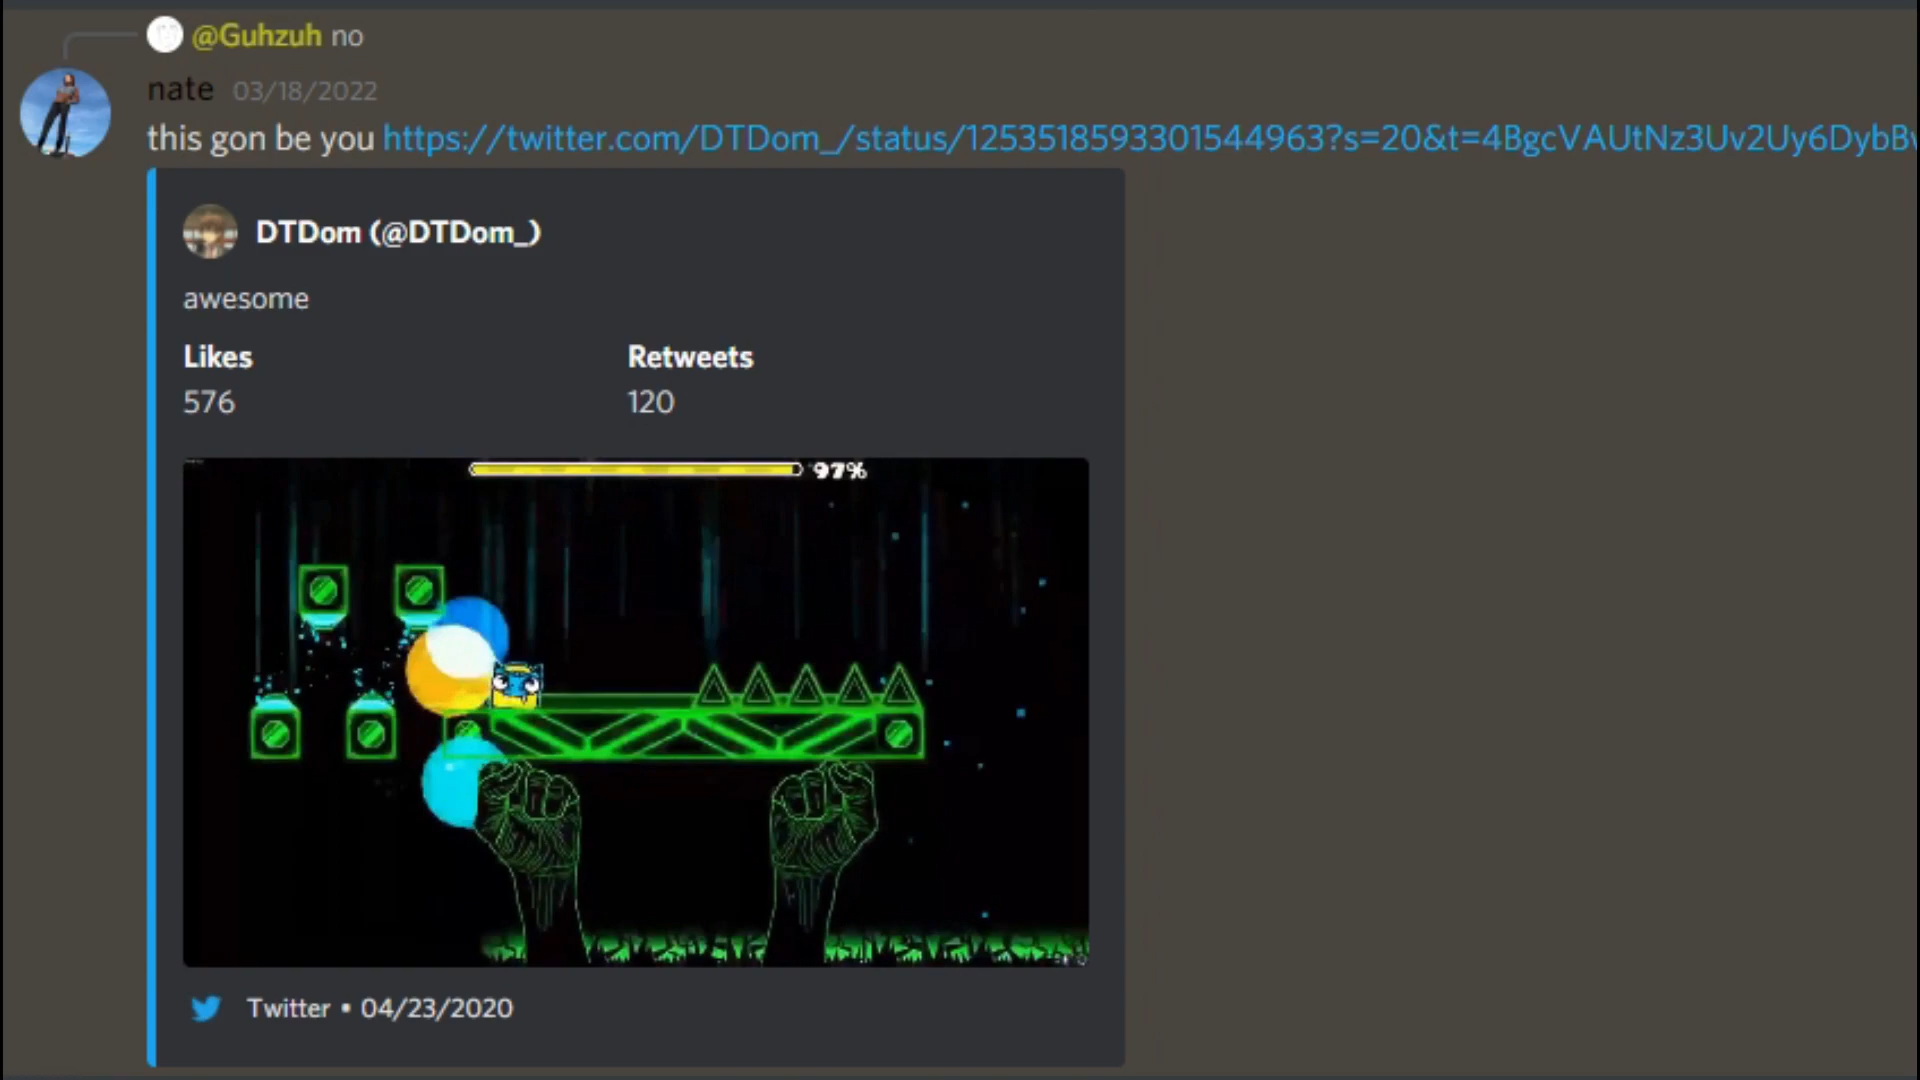 @Guhzuh no
nate 03/18/2022
this gon be you https://twitter.com/DTDom_/status/1253518593301544963?s=20&t=4BgcVAUtNz3Uv2Uy6DybB
DTDom (@DTDom_)
awesome
Likes Retweets
576 120
97%
Twitter • 04/23/2020